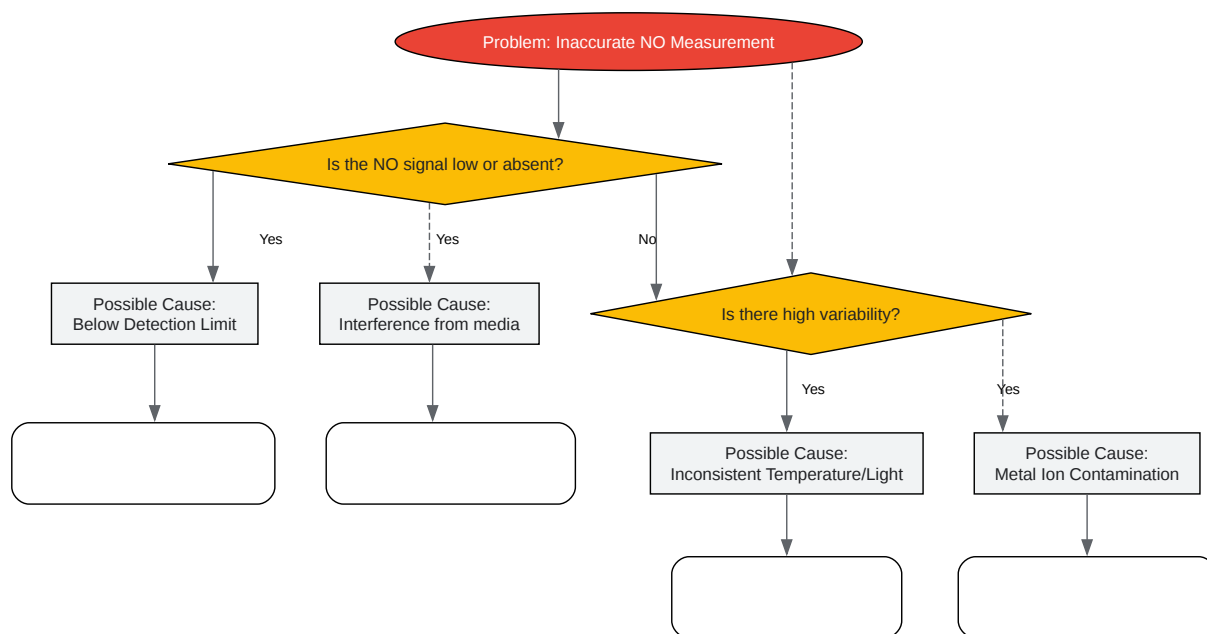 Problem: Inaccurate NO Measurement
Is the NO signal low or absent?
Yes
Yes
No
Possible Cause:
Below Detection Limit
Possible Cause:
Interference from media
Is there high variability?
Yes
Yes
Possible Cause:
Inconsistent Temperature/Light
Possible Cause:
Metal Ion Contamination